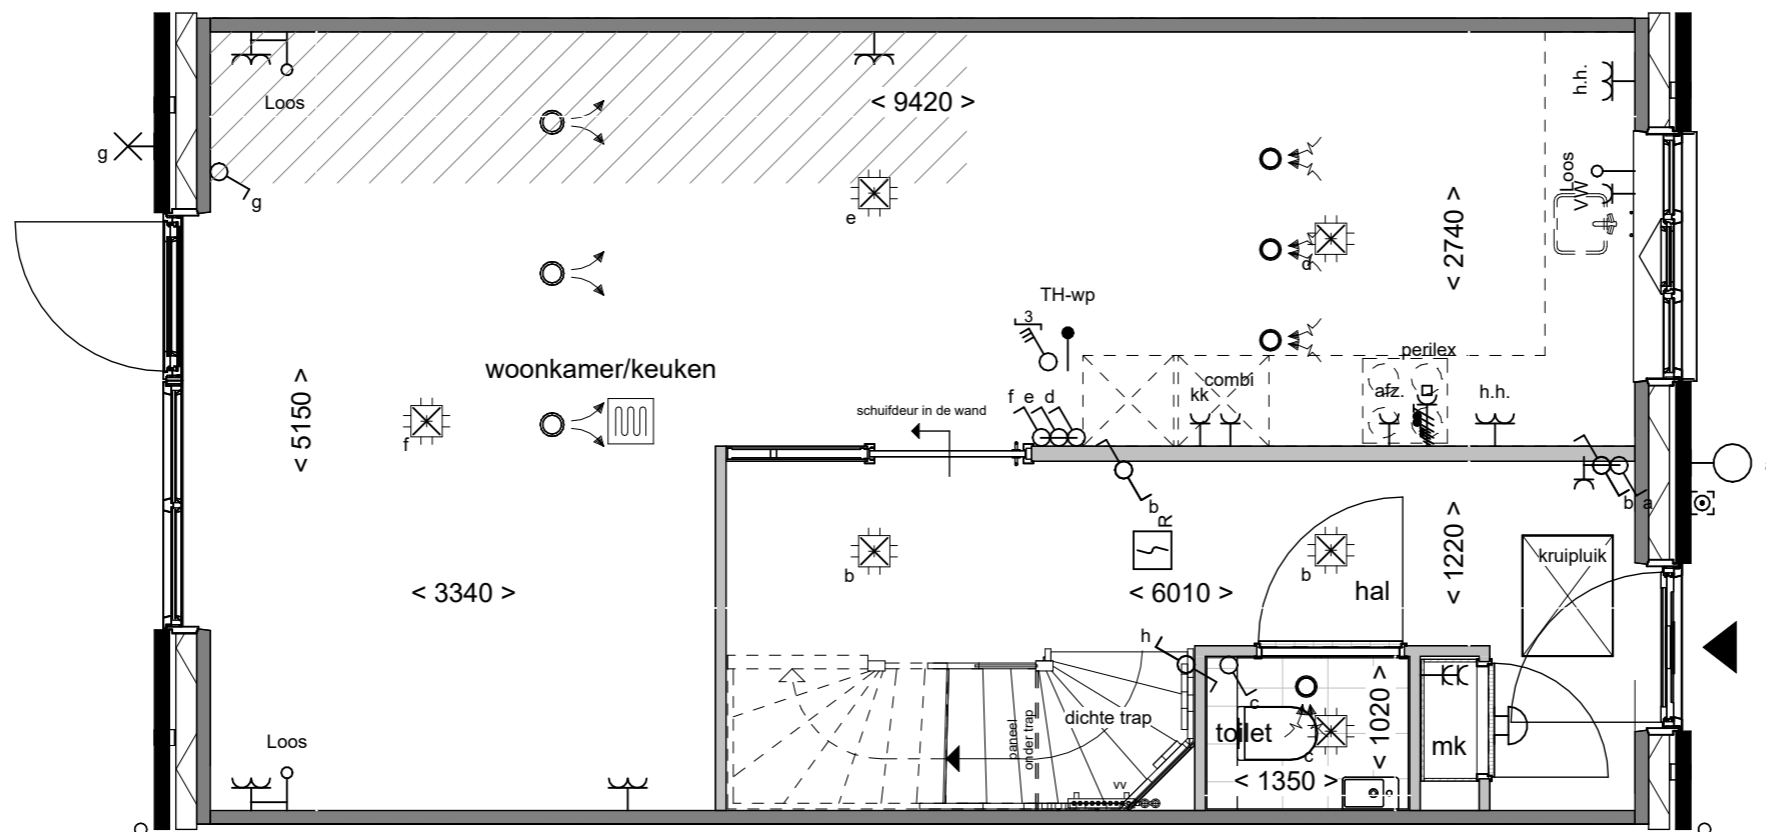 Loos
< 9420 >
h.h.
g
g
e
Loos
VW
d
< 2740 >
TH-wp
3
woonkamer/keuken
perilex
combi
kk
afz.
h.h.
f e d
schuifdeur in de wand
f
< 5150 >
b
R
b a
b
b
< 3340 >
< 6010 >
hal
< 1220 >
kruipluik
h
c
dichte trap
paneel
onder trap
toilet
c
< 1020 >
mk
< 1350 >
vv
Loos